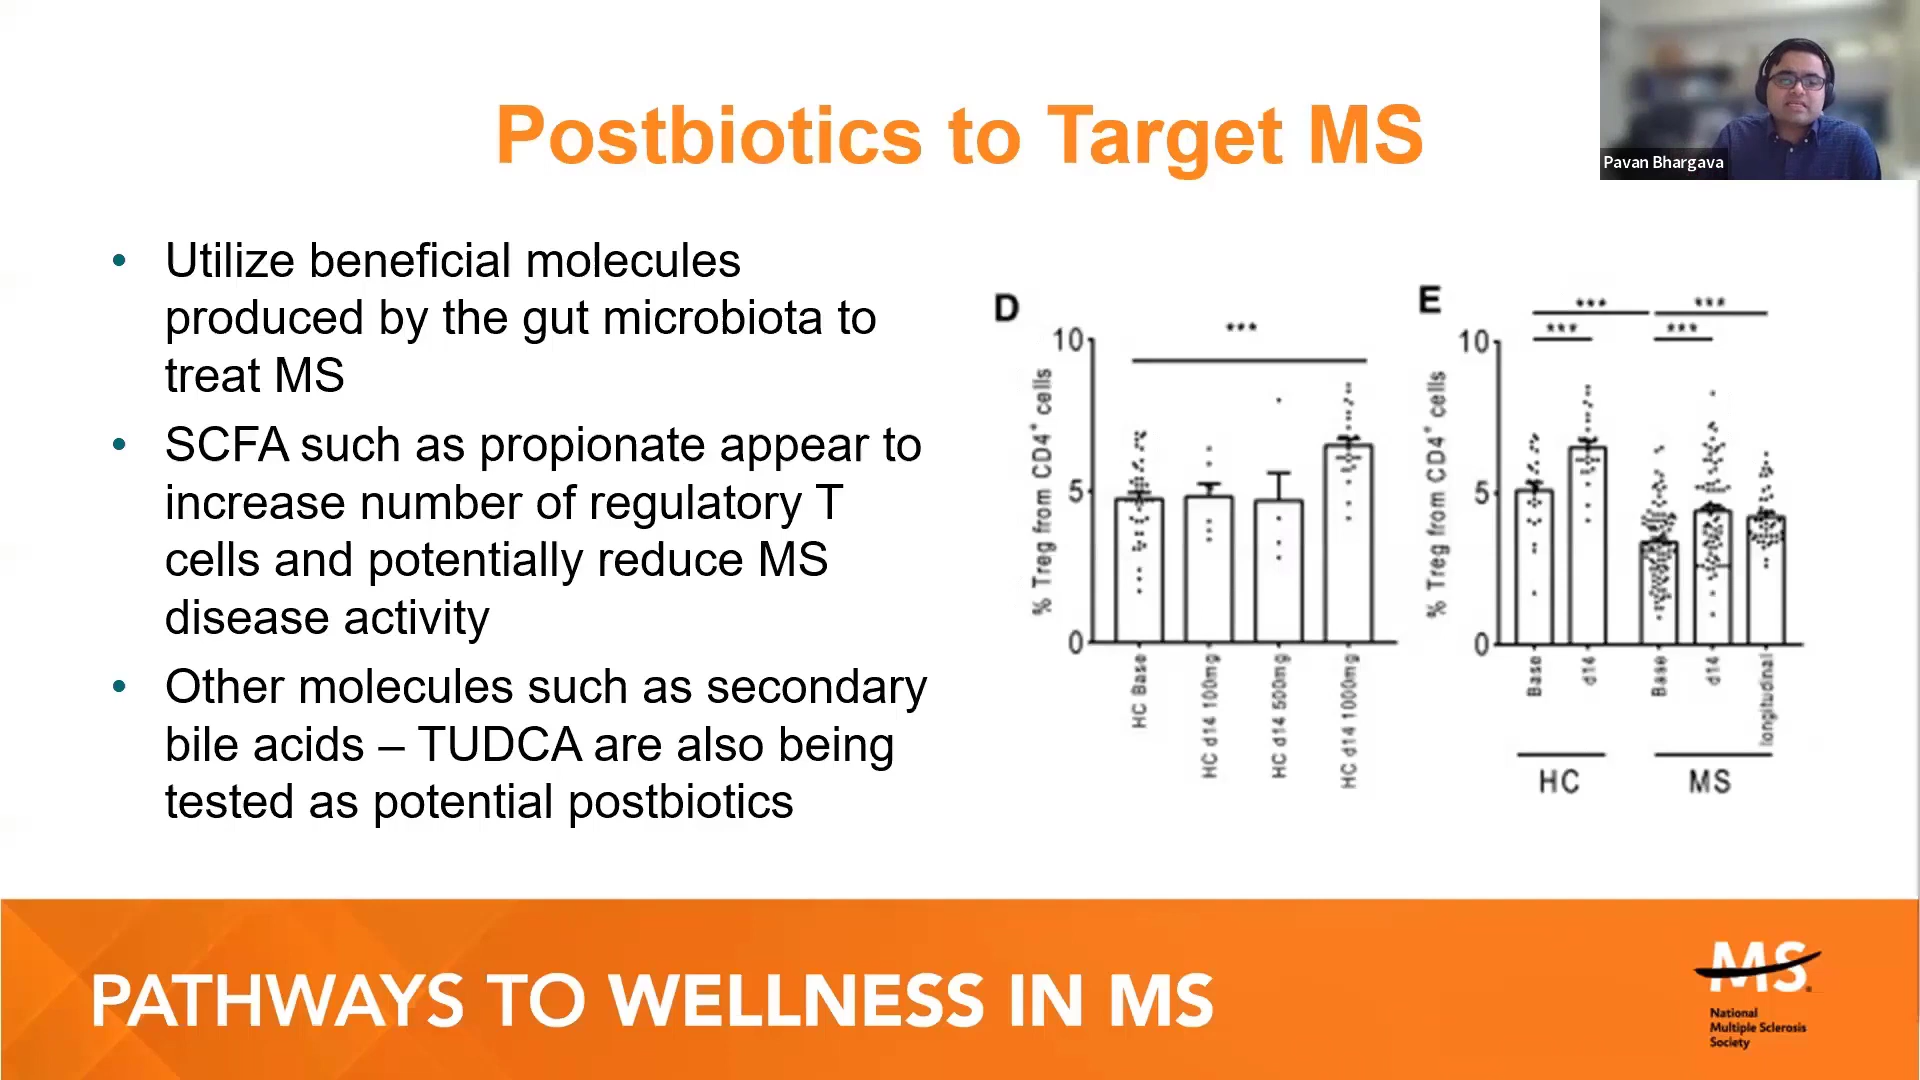 Postbiotics to Target MS
Pavan Bhargava
• Utilize beneficial molecules
produced by the gut microbiota to
treat MS
• SCFA such as propionate appear to
increase number of regulatory T
cells and potentially reduce MS
disease activity
• Other molecules such as secondary
bile acids – TUDCA are also being
tested as potential postbiotics
D
***
% Treg from CD4⁺ cells
10
5
0
HC Base
HC d14 100mg
HC d14 500mg
HC d14 1000mg
E
*** ***
*** ***
% Treg from CD4⁺ cells
10
5
0
Base
d14
Base
d14
longitudinal
HC
MS
PATHWAYS TO WELLNESS IN MS
MS
National
Multiple Sclerosis
Society